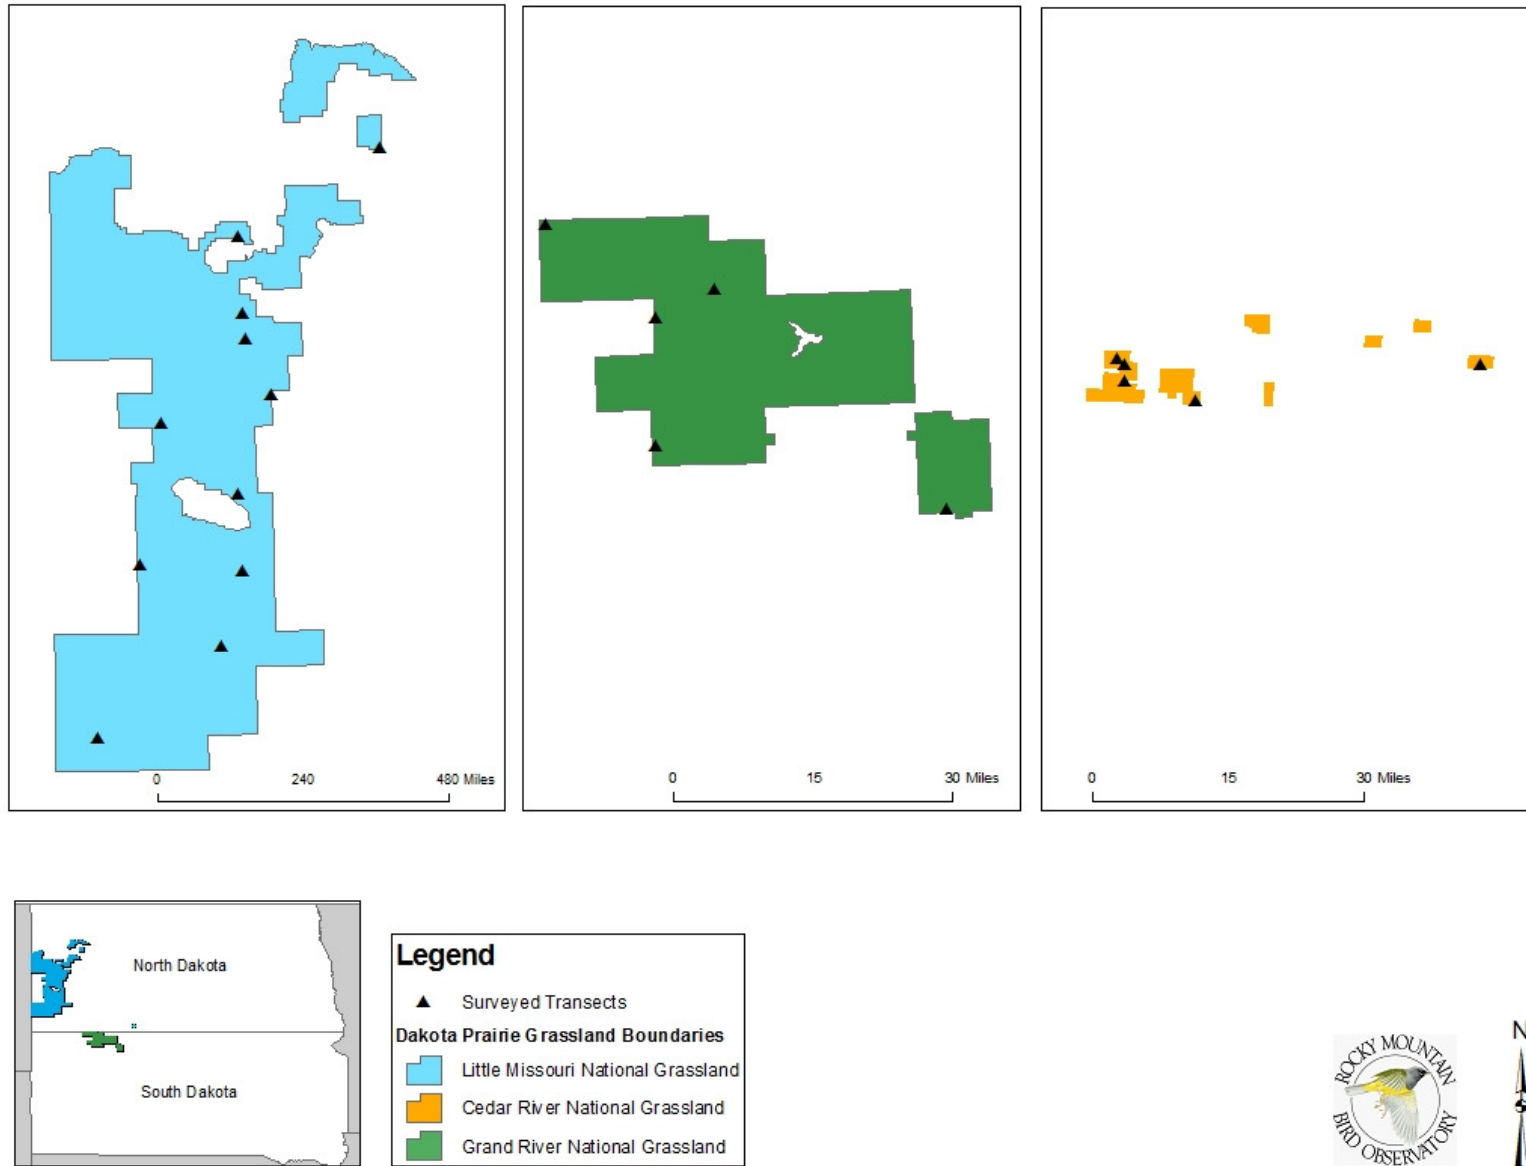 0 240 480 Miles
0 15 30 Miles
0 15 30 Miles
North Dakota
South Dakota
Legend
Surveyed Transects
Dakota Prairie Grassland Boundaries
Little Missouri National Grassland
Cedar River National Grassland
Grand River National Grassland
ROCKY MOUNTAIN
BIRD OBSERVATORY
N